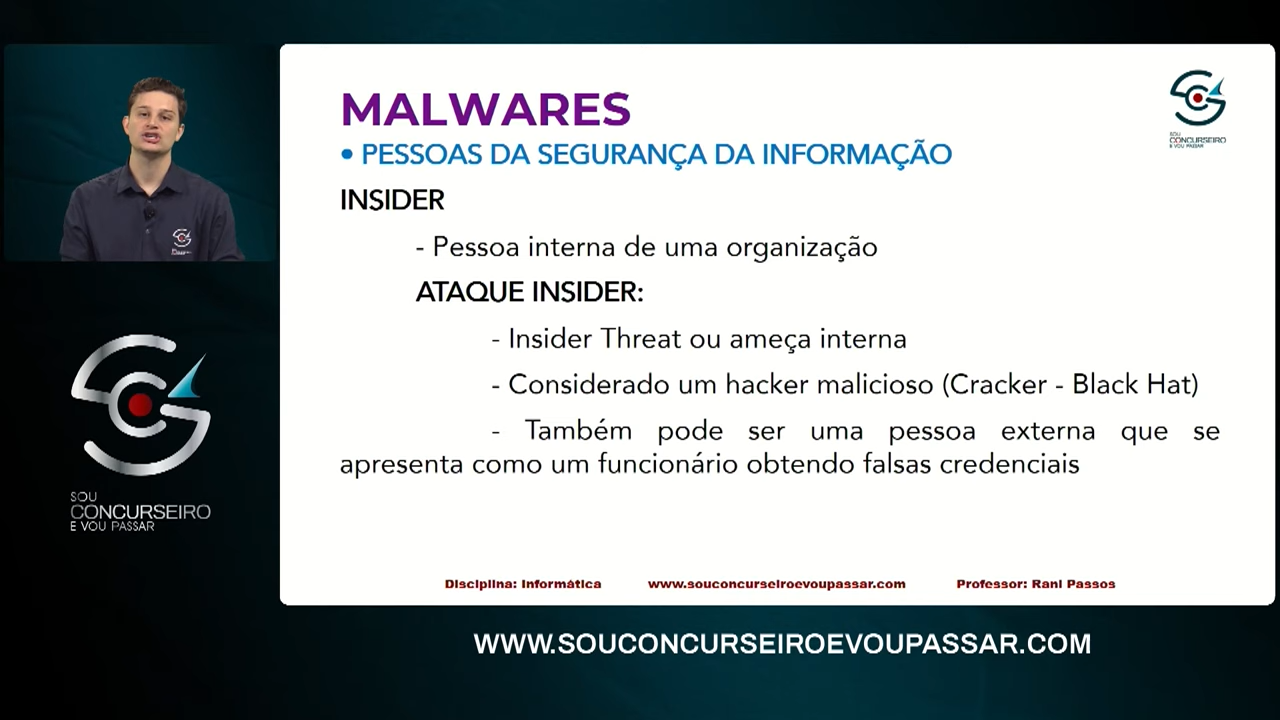 MALWARES
• PESSOAS DA SEGURANÇA DA INFORMAÇÃO
INSIDER
- Pessoa interna de uma organização
ATAQUE INSIDER:
- Insider Threat ou ameça interna
- Considerado um hacker malicioso (Cracker - Black Hat)
- Também pode ser uma pessoa externa que se
apresenta como um funcionário obtendo falsas credenciais
Disciplina: Informática www.souconcurseiroevoupassar.com Professor: Rani Passos
SOU
CONCURSEIRO
E VOU PASSAR
SOU
CONCURSEIRO
E VOU PASSAR
WWW.SOUCONCURSEIROEVOUPASSAR.COM